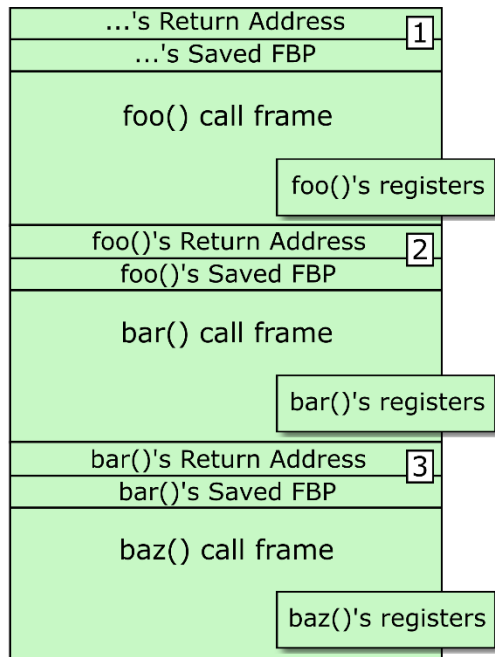 ...'s Return Address
1
...'s Saved FBP
foo() call frame
foo()'s registers
foo()'s Return Address
2
foo()'s Saved FBP
bar() call frame
bar()'s registers
bar()'s Return Address
3
bar()'s Saved FBP
baz() call frame
baz()'s registers